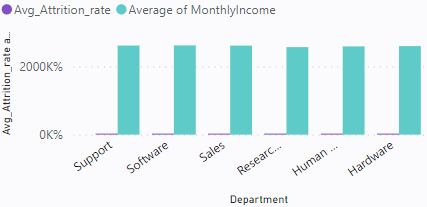 Avg_Attrition_rate Average of MonthlyIncome
Avg_Attrition_rate a...
2000K%
0K%
Support
Software
Sales
Researc...
Human ...
Hardware
Department